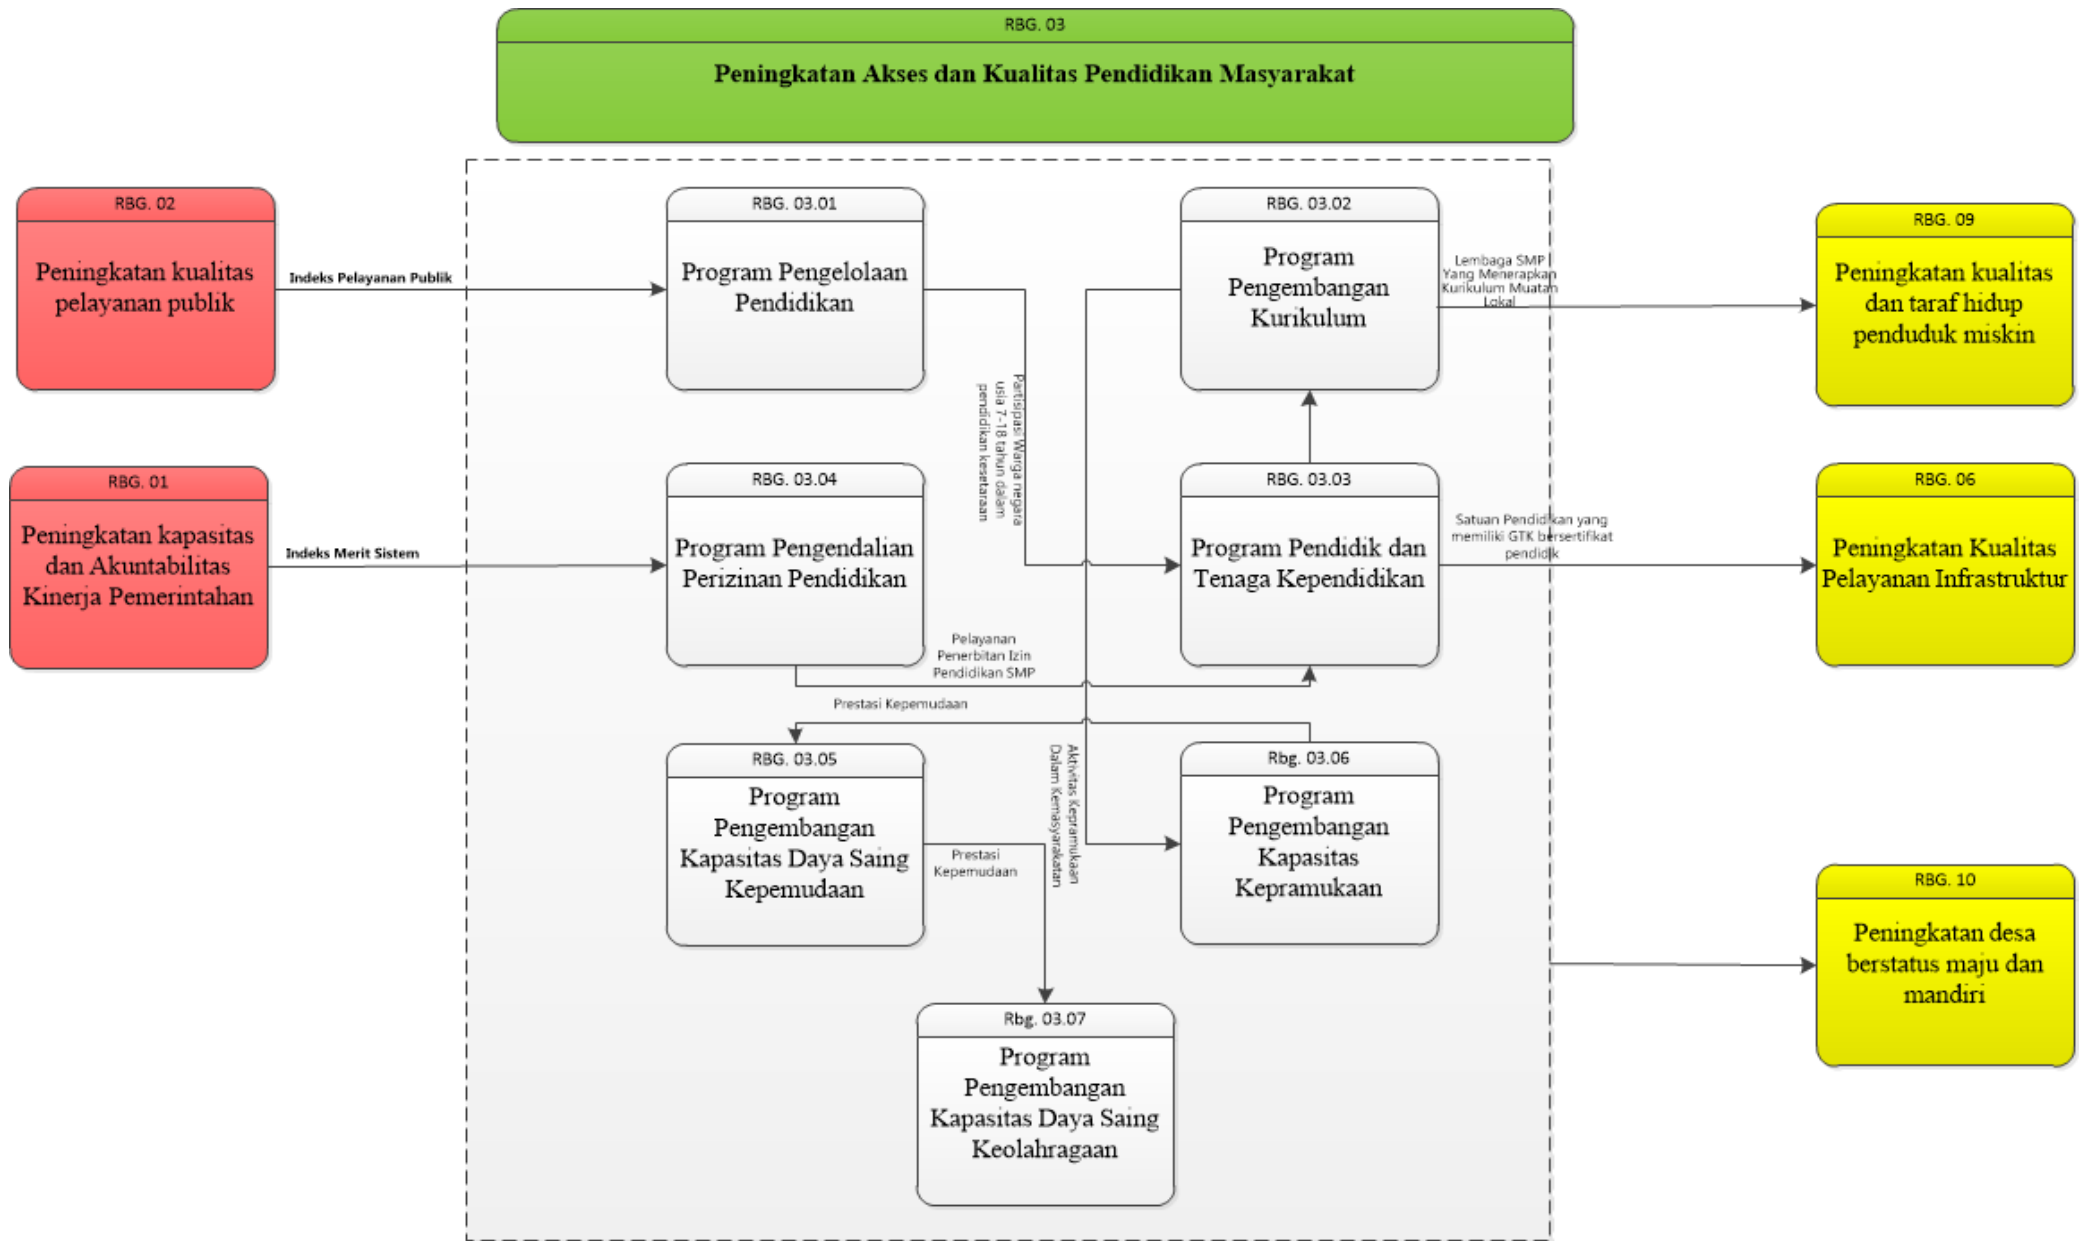 RBG. 03
Peningkatan Akses dan Kualitas Pendidikan Masyarakat
RBG. 02
Peningkatan kualitas
pelayanan publik
Indeks Pelayanan Publik
RBG. 03.01
Program Pengelolaan
Pendidikan
RBG. 03.02
Program
Pengembangan
Kurikulum
Lembaga SMP
Yang Menerapkan
Kurikulum Muatan
Lokal
RBG. 09
Peningkatan kualitas
dan taraf hidup
penduduk miskin
Partisipasi Warga negara
usia 7-18 tahun dalam
pendidikan kesetaraan
RBG. 01
Peningkatan kapasitas
dan Akuntabilitas
Kinerja Pemerintahan
Indeks Merit Sistem
RBG. 03.04
Program Pengendalian
Perizinan Pendidikan
RBG. 03.03
Program Pendidik dan
Tenaga Kependidikan
Satuan Pendidikan yang
memiliki GTK bersertifikat
pendidik
RBG. 06
Peningkatan Kualitas
Pelayanan Infrastruktur
Pelayanan
Penerbitan Izin
Pendidikan SMP
Prestasi Kepemudaan
RBG. 03.05
Program
Pengembangan
Kapasitas Daya Saing
Kepemudaan
Prestasi
Kepemudaan
Aktivitas Kepramukaan
Dalam Kemasyarakatan
Rbg. 03.06
Program
Pengembangan
Kapasitas
Kepramukaan
RBG. 10
Peningkatan desa
berstatus maju dan
mandiri
Rbg. 03.07
Program
Pengembangan
Kapasitas Daya Saing
Keolahragaan